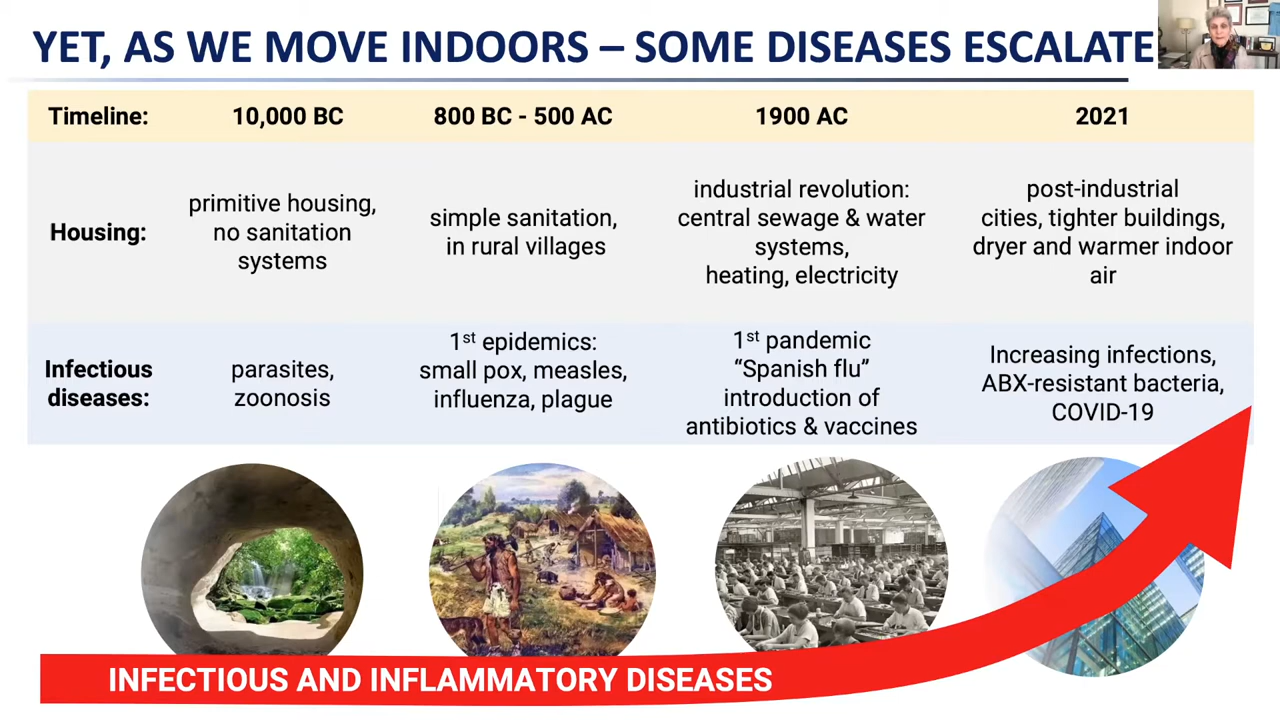 YET, AS WE MOVE INDOORS – SOME DISEASES ESCALATE
Timeline:
10,000 BC
800 BC - 500 AC
1900 AC
2021
Housing:
primitive housing,
no sanitation
systems
simple sanitation,
in rural villages
industrial revolution:
central sewage & water
systems,
heating, electricity
post-industrial
cities, tighter buildings,
dryer and warmer indoor
air
Infectious
diseases:
parasites,
zoonosis
1st epidemics:
small pox, measles,
influenza, plague
1st pandemic
“Spanish flu”
introduction of
antibiotics & vaccines
Increasing infections,
ABX-resistant bacteria,
COVID-19
INFECTIOUS AND INFLAMMATORY DISEASES